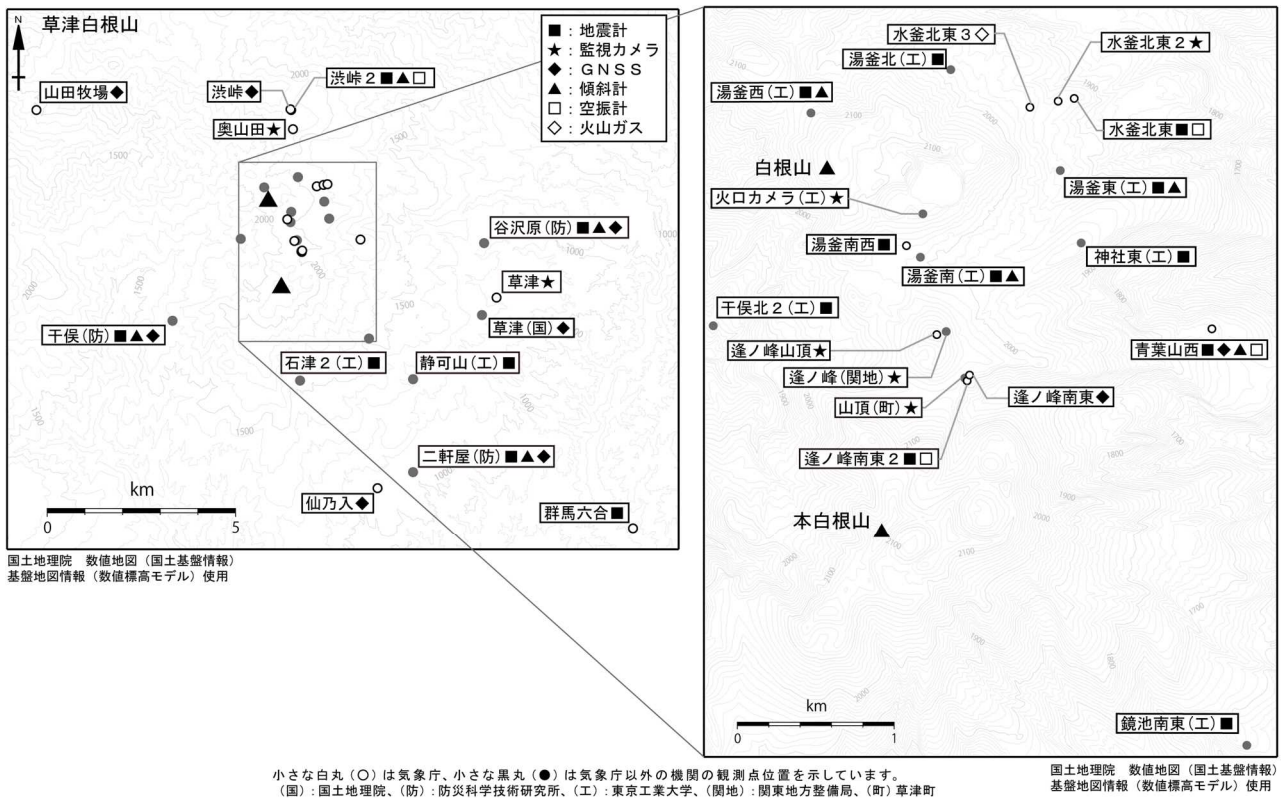 草津白根山
N
■：地震計
★：監視カメラ
◆：ＧＮＳＳ
▲：傾斜計
□：空振計
◇：火山ガス
山田牧場◆
渋峠◆
渋峠２■▲□
奥山田★
谷沢原(防)■▲◆
草津★
草津(国)◆
干俣(防)■▲◆
石津２(工)■
静可山(工)■
二軒屋(防)■▲◆
仙乃入◆
群馬六合■
km
0 5
国土地理院　数値地図（国土基盤情報）
基盤地図情報（数値標高モデル）使用
水釜北東３◇
水釜北東２★
湯釜北(工)■
湯釜西(工)■▲
水釜北東■□
白根山▲
湯釜東(工)■▲
火口カメラ(工)★
湯釜南西■
神社東(工)■
湯釜南(工)■▲
干俣北２(工)■
逢ノ峰山頂★
青葉山西■◆▲□
逢ノ峰(関地)★
山頂(町)★
逢ノ峰南東◆
逢ノ峰南東２■□
本白根山▲
km
0 1
鏡池南東(工)■
国土地理院　数値地図（国土基盤情報）
基盤地図情報（数値標高モデル）使用
小さな白丸（○）は気象庁、小さな黒丸（●）は気象庁以外の機関の観測点位置を示しています。
（国）：国土地理院、（防）：防災科学技術研究所、（工）：東京工業大学、（関地）：関東地方整備局、（町）草津町